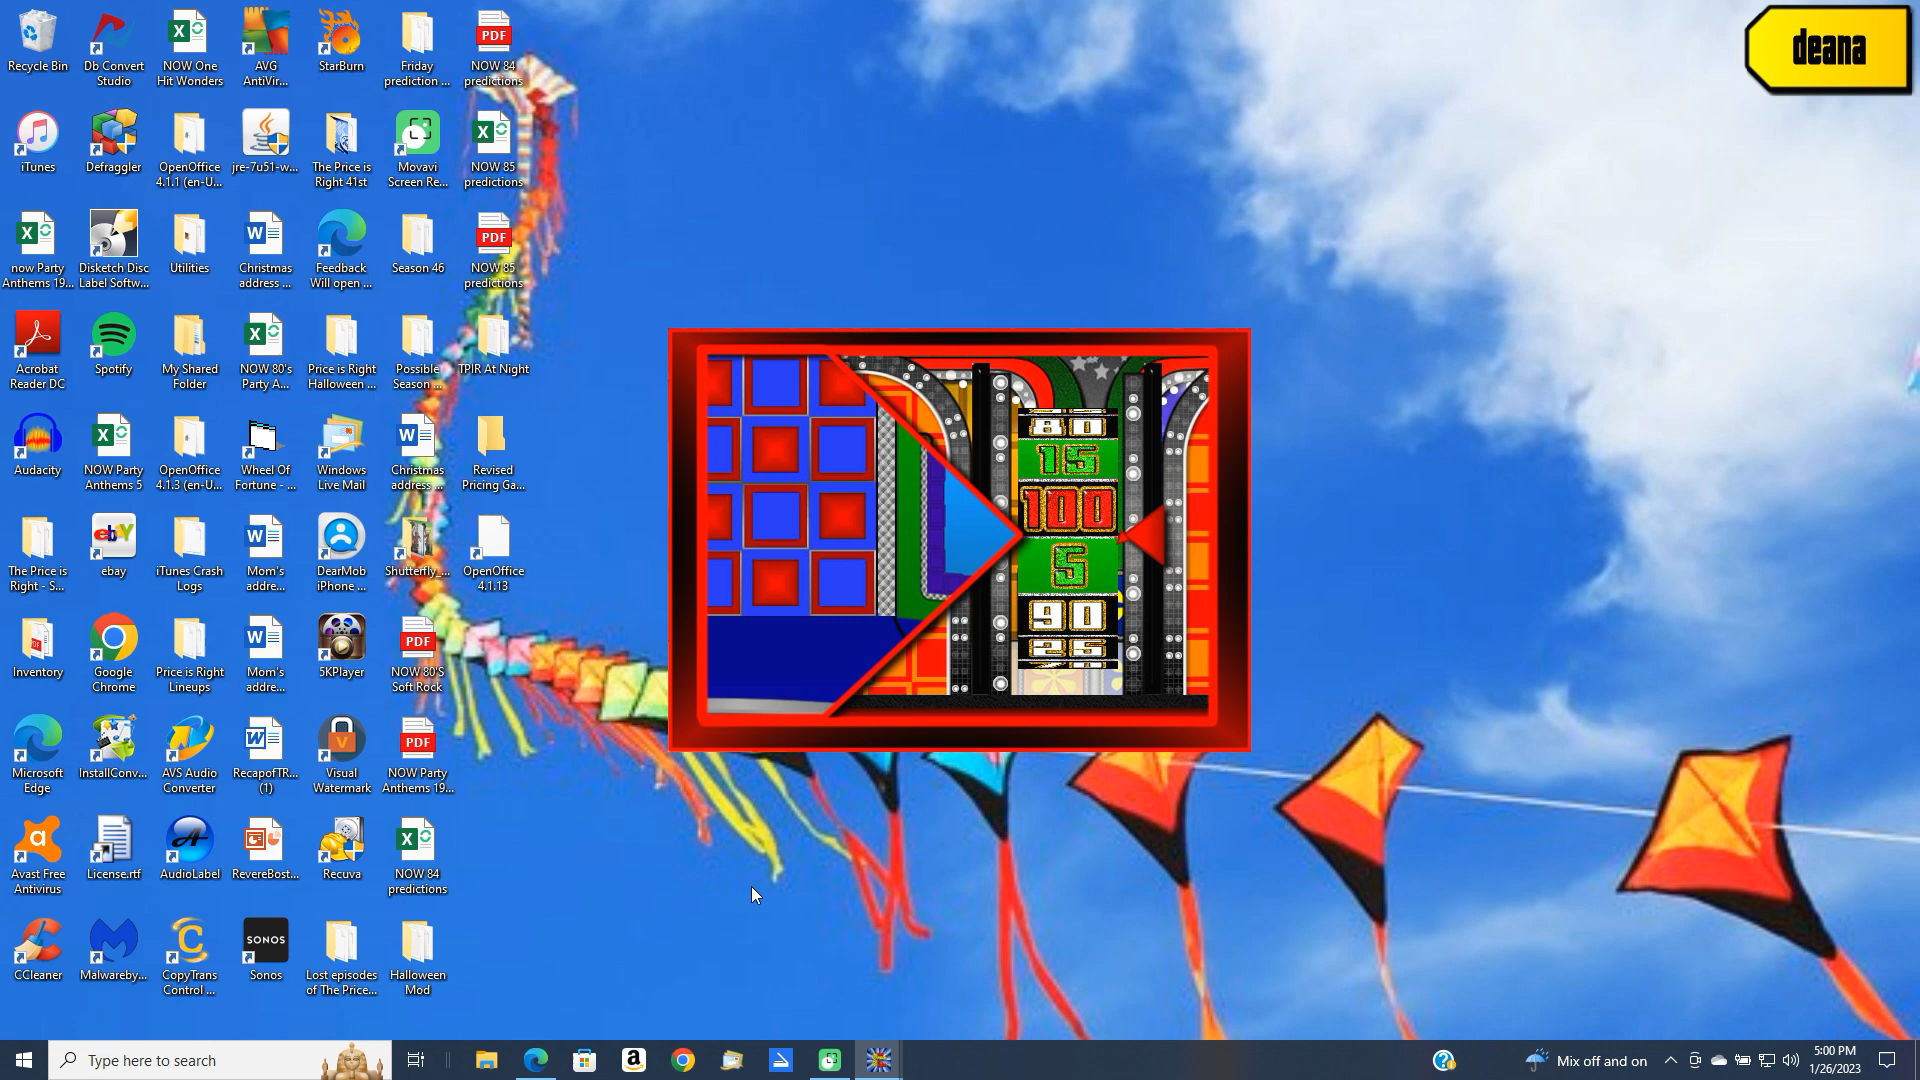 deana
Recycle Bin
Db Convert
Studio
NOW One
Hit Wonders
AVG
AntiVir...
StarBurn
Friday
prediction ...
PDF
NOW 84
predictions
iTunes
Defraggler
OpenOffice
4.1.1 (en-U...
jre-7u51-w...
The Price is
Right 41st
Movavi
Screen Re...
NOW 85
predictions
now Party
Anthems 19...
Disketch Disc
Label Softw...
Utilities
Christmas
address ...
Feedback
Will open ...
Season 46
PDF
NOW 85
predictions
Acrobat
Reader DC
Spotify
My Shared
Folder
NOW 80's
Party A...
Price is Right
Halloween ...
Possible
Season ...
TPIR At Night
Audacity
NOW Party
Anthems 5
OpenOffice
4.1.3 (en-U...
Wheel Of
Fortune - ...
Windows
Live Mail
Christmas
address ...
Revised
Pricing Ga...
The Price is
Right - S...
ebay
ebay
iTunes Crash
Logs
Mom's
addre...
DearMob
iPhone ...
Shutterfly_...
OpenOffice
4.1.13
Inventory
Google
Chrome
Price is Right
Lineups
Mom's
addre...
5KPlayer
PDF
NOW 80'S
Soft Rock
Microsoft
Edge
InstallConv...
AVS Audio
Converter
RecapofTR...
(1)
Visual
Watermark
PDF
NOW Party
Anthems 19...
Avast Free
Antivirus
License.rtf
AudioLabel
RevereBost...
Recuva
NOW 84
predictions
CCleaner
Malwareby...
CopyTrans
Control ...
SONOS
Sonos
Lost episodes
of The Price...
Halloween
Mod
80
15
100
5
90
25
Type here to search
Mix off and on
5:00 PM
1/26/2023